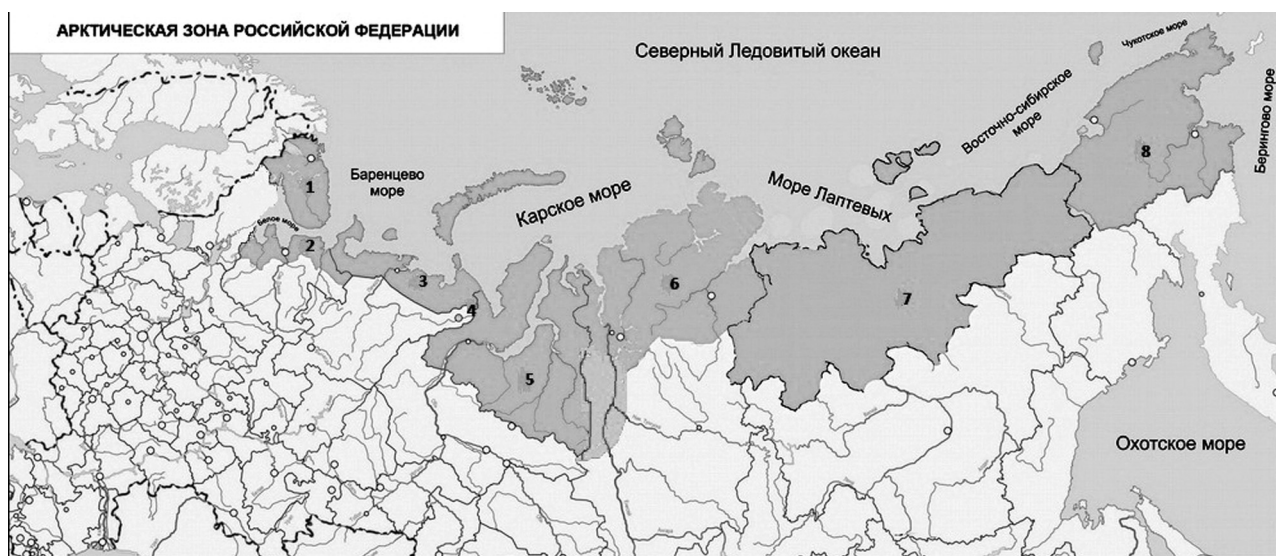 АРКТИЧЕСКАЯ ЗОНА РОССИЙСКОЙ ФЕДЕРАЦИИ
Северный Ледовитый океан
Чукотское море
Берингово море
Восточно-сибирское
море
Море Лаптевых
Карское море
Баренцево
море
Белое море
1
2
3
4
5
6
7
8
Охотское море